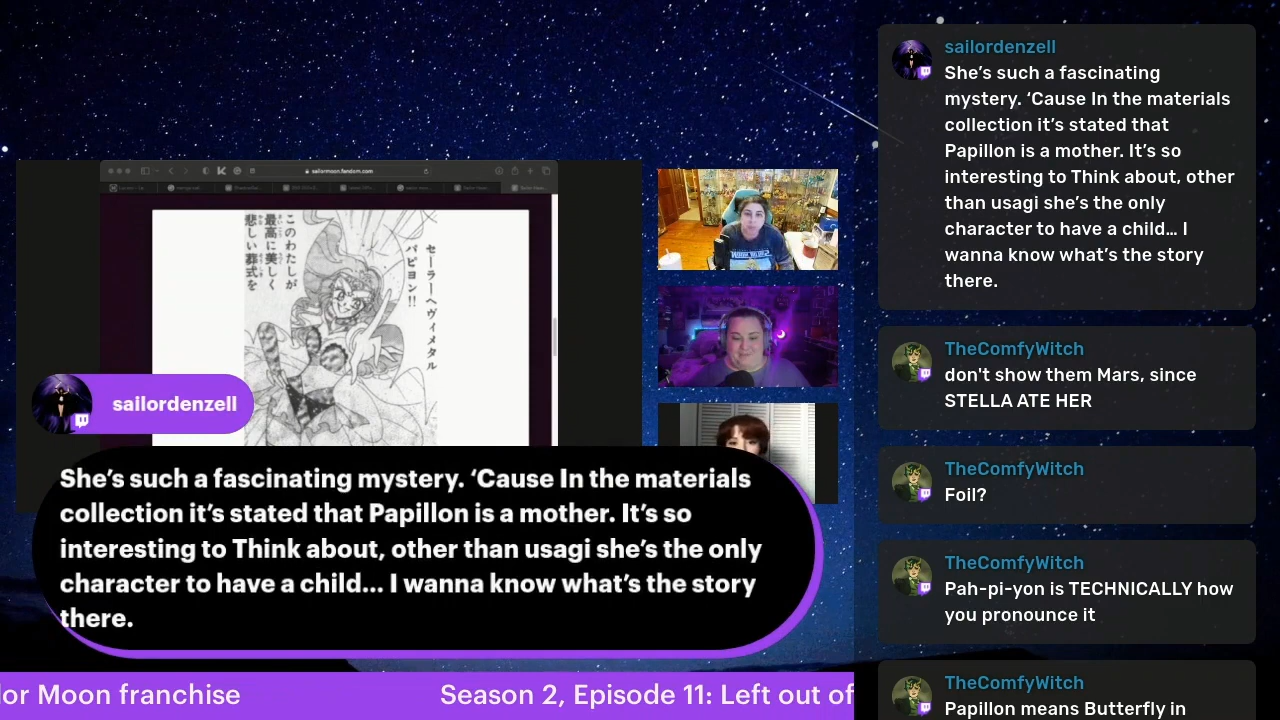 sailormoon.fandom.com
このわたしが
最高に美しく
悲しい葬式を
セーラーヘヴィメタル
パピヨン!!
sailordenzell
She’s such a fascinating mystery. ‘Cause In the materials
collection it’s stated that Papillon is a mother. It’s so
interesting to Think about, other than usagi she’s the only
character to have a child... I wanna know what’s the story
there.
lor Moon franchise
Season 2, Episode 11: Left out of
sailordenzell
She’s such a fascinating
mystery. ‘Cause In the materials
collection it’s stated that
Papillon is a mother. It’s so
interesting to Think about, other
than usagi she’s the only
character to have a child… I
wanna know what’s the story
there.
TheComfyWitch
don't show them Mars, since
STELLA ATE HER
TheComfyWitch
Foil?
TheComfyWitch
Pah-pi-yon is TECHNICALLY how
you pronounce it
TheComfyWitch
Papillon means Butterfly in